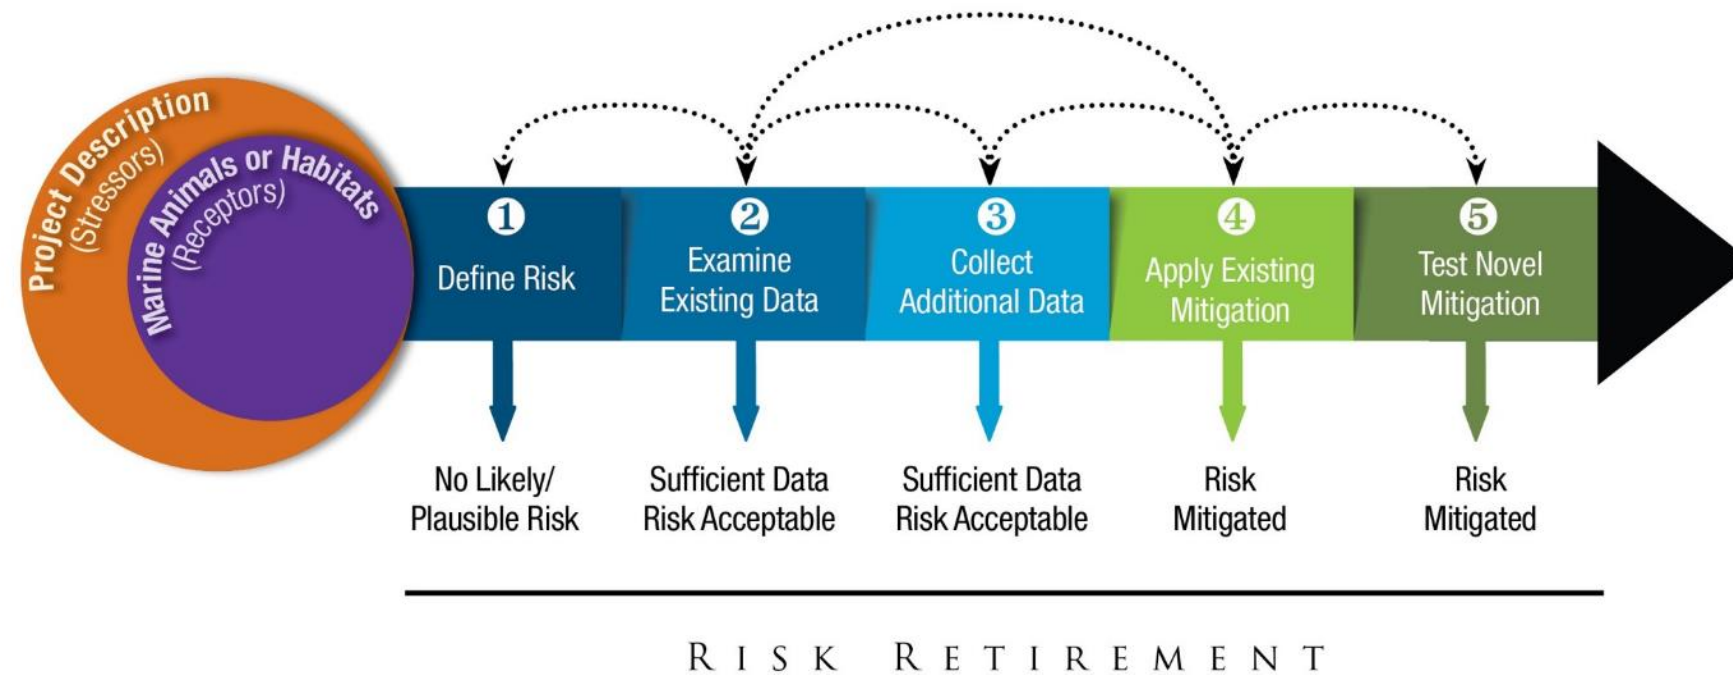 Project Description
(Stressors)
Marine Animals or Habitats
(Receptors)
1
Define Risk
2
Examine
Existing Data
3
Collect
Additional Data
4
Apply Existing
Mitigation
5
Test Novel
Mitigation
No Likely/
Plausible Risk
Sufficient Data
Risk Acceptable
Sufficient Data
Risk Acceptable
Risk
Mitigated
Risk
Mitigated
RISK RETIREMENT